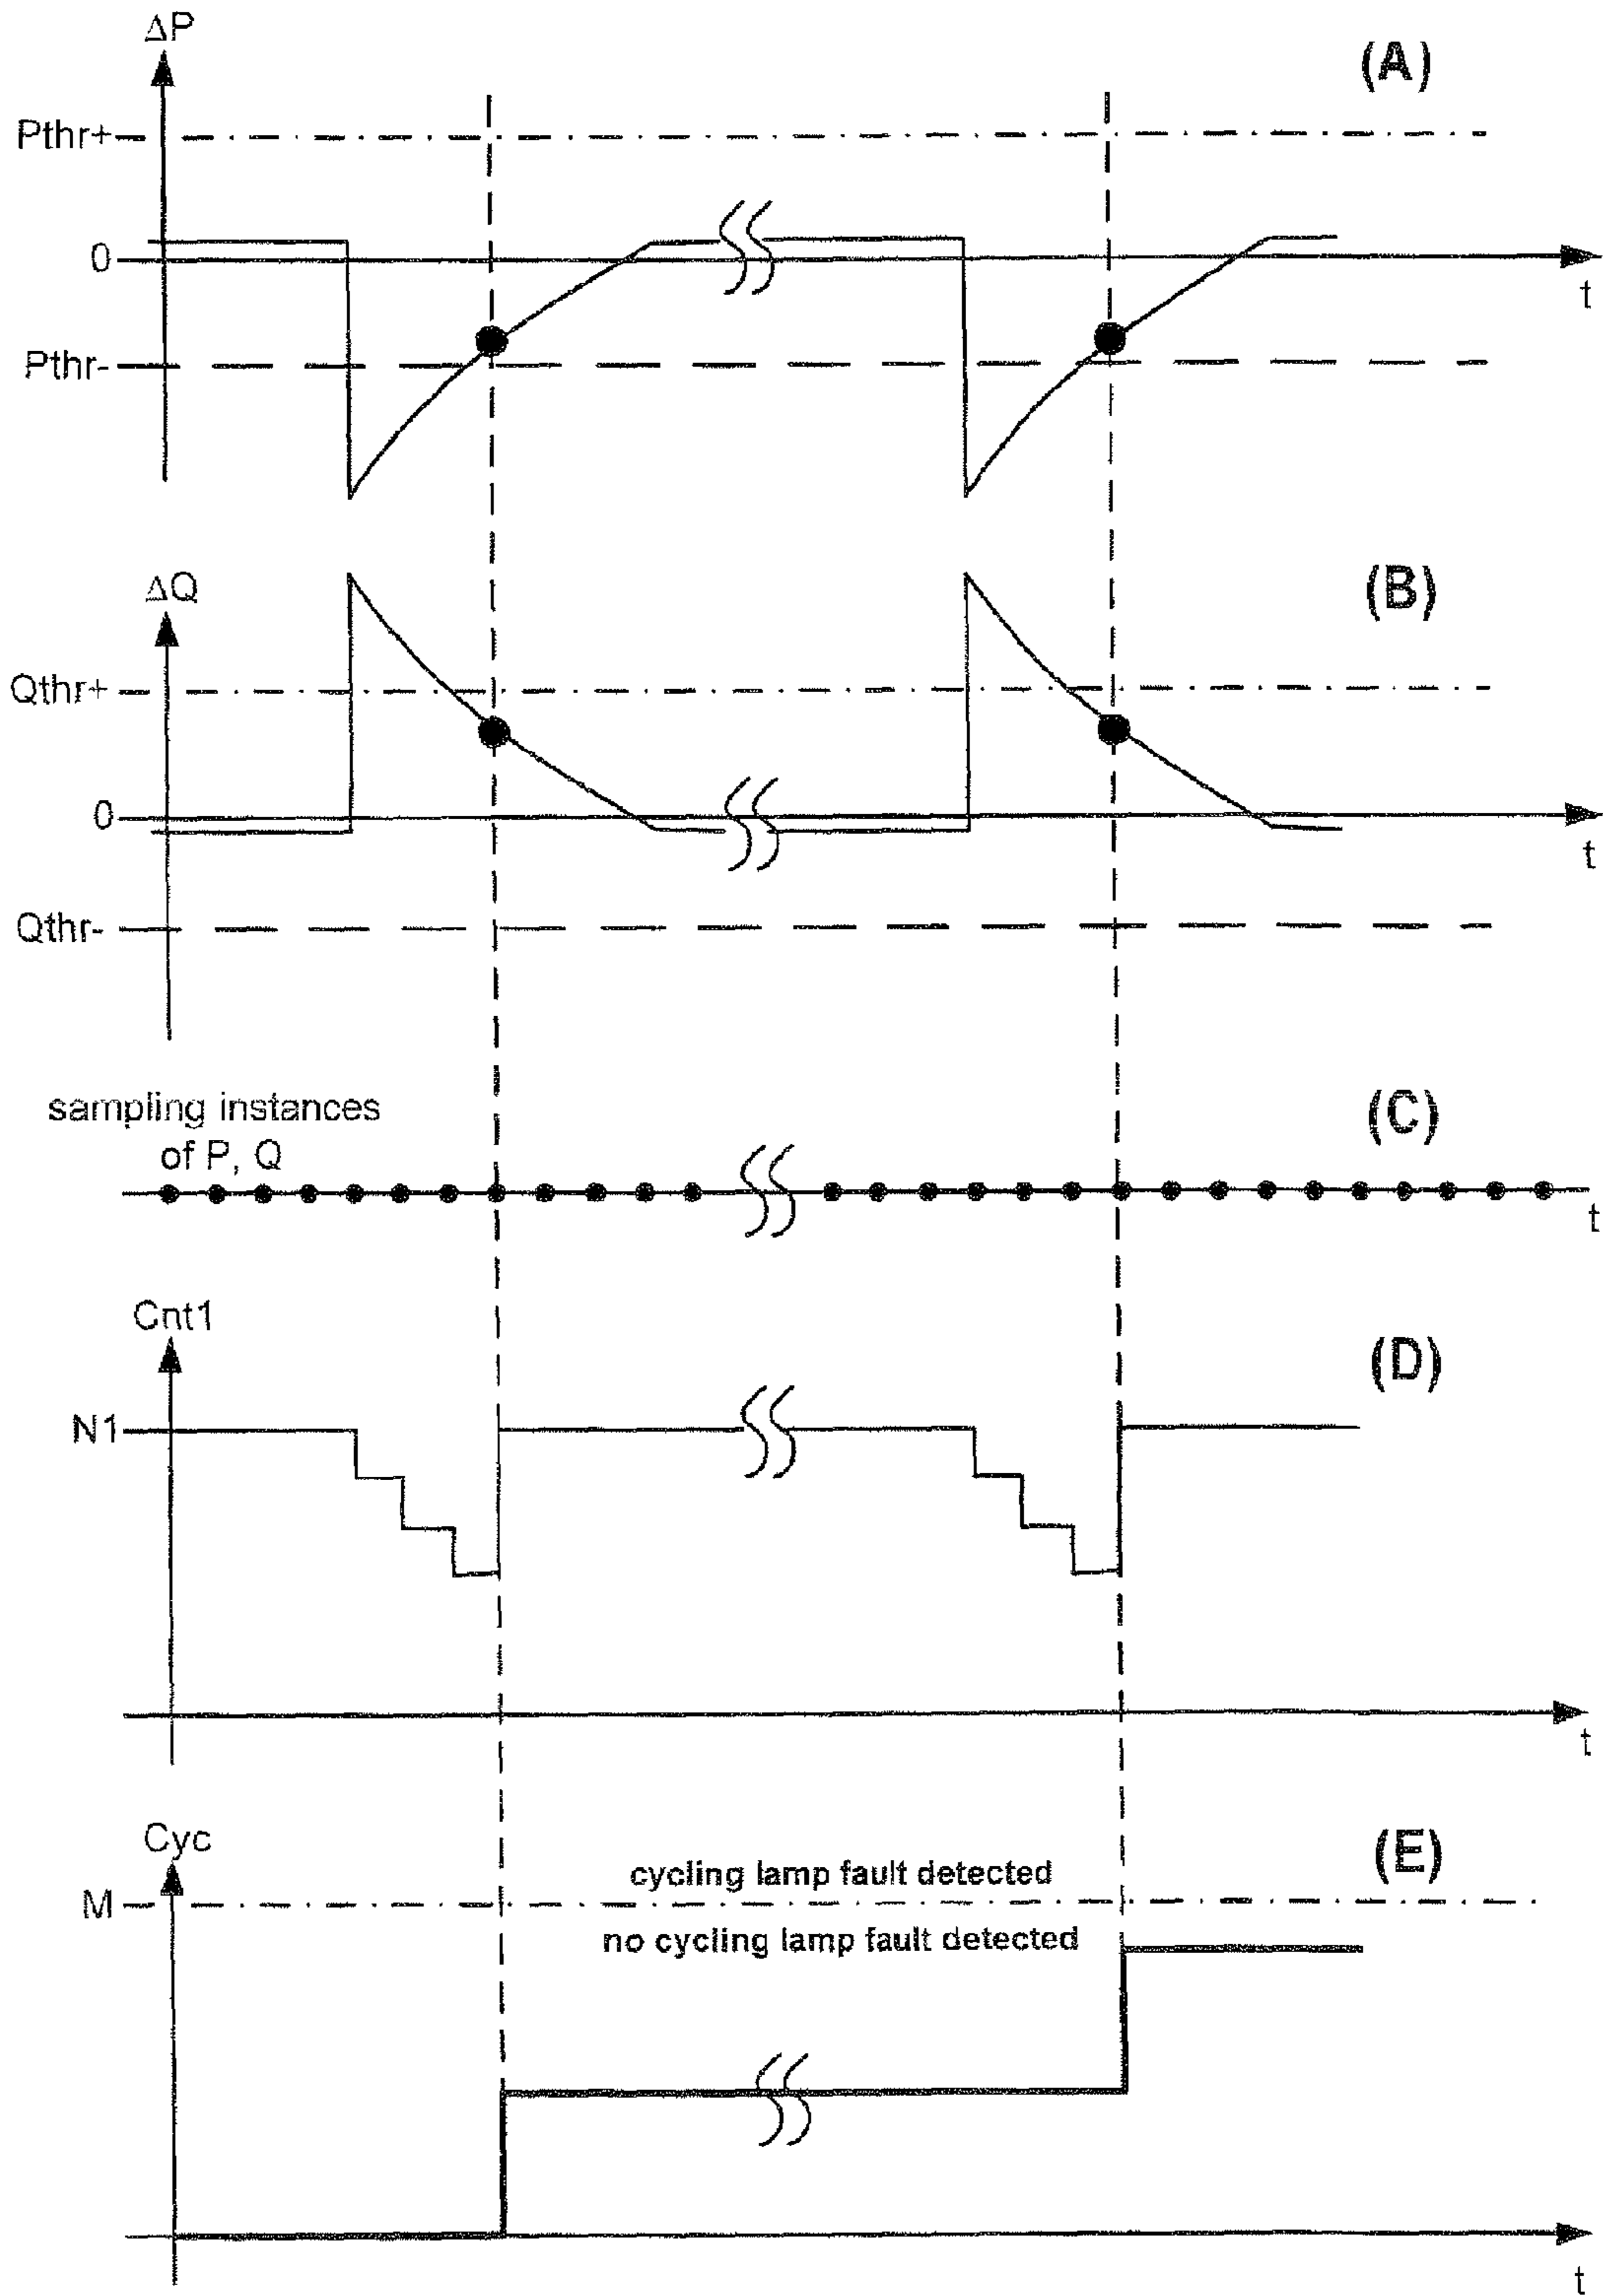 ΔP
(A)
Pthr+
0
t
Pthr-
ΔQ
(B)
Qthr+
0
t
Qthr-
sampling instances
of P, Q
(C)
t
Cnt1
(D)
N1
t
Cyc
(E)
cycling lamp fault detected
M
no cycling lamp fault detected
t